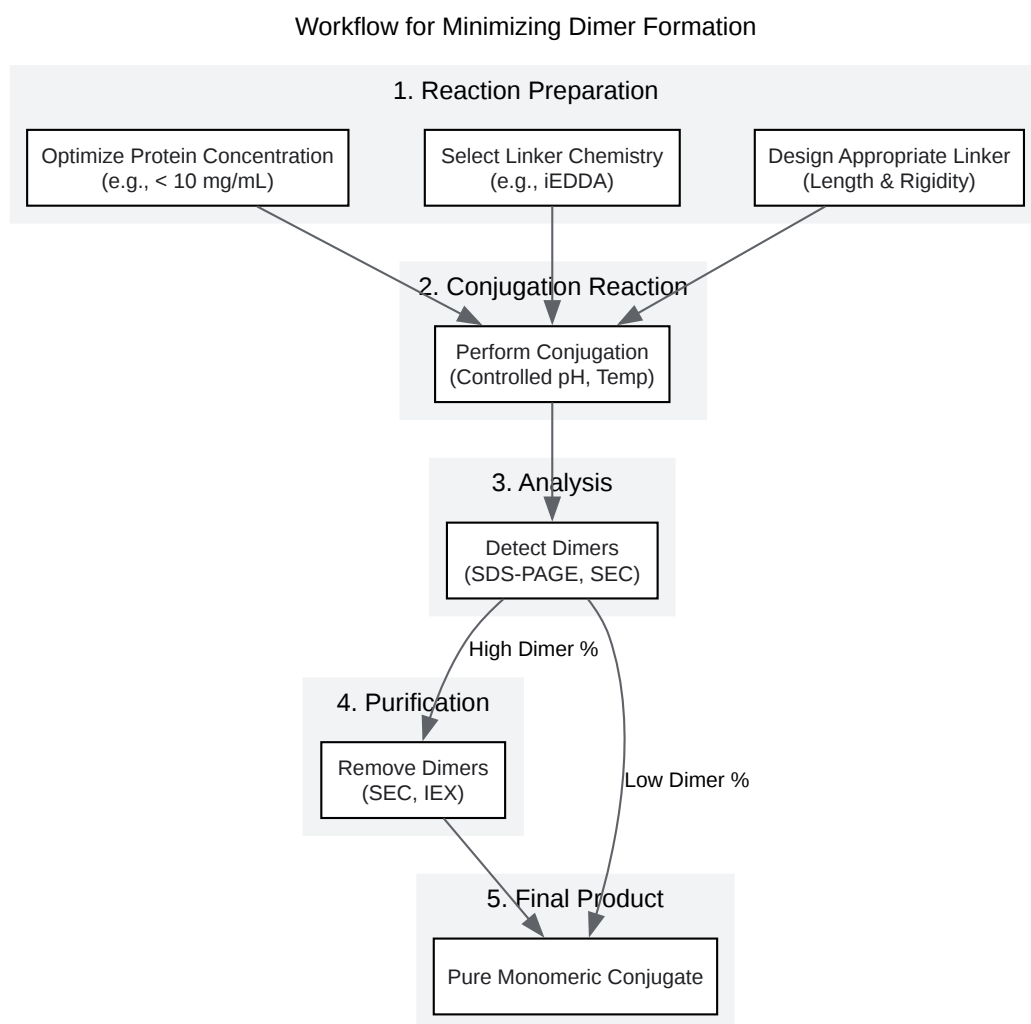 Workflow for Minimizing Dimer Formation
1. Reaction Preparation
Optimize Protein Concentration
(e.g., < 10 mg/mL)
Select Linker Chemistry
(e.g., iEDDA)
Design Appropriate Linker
(Length & Rigidity)
2. Conjugation Reaction
Perform Conjugation
(Controlled pH, Temp)
3. Analysis
Detect Dimers
(SDS-PAGE, SEC)
High Dimer %
4. Purification
Remove Dimers
(SEC, IEX)
Low Dimer %
5. Final Product
Pure Monomeric Conjugate